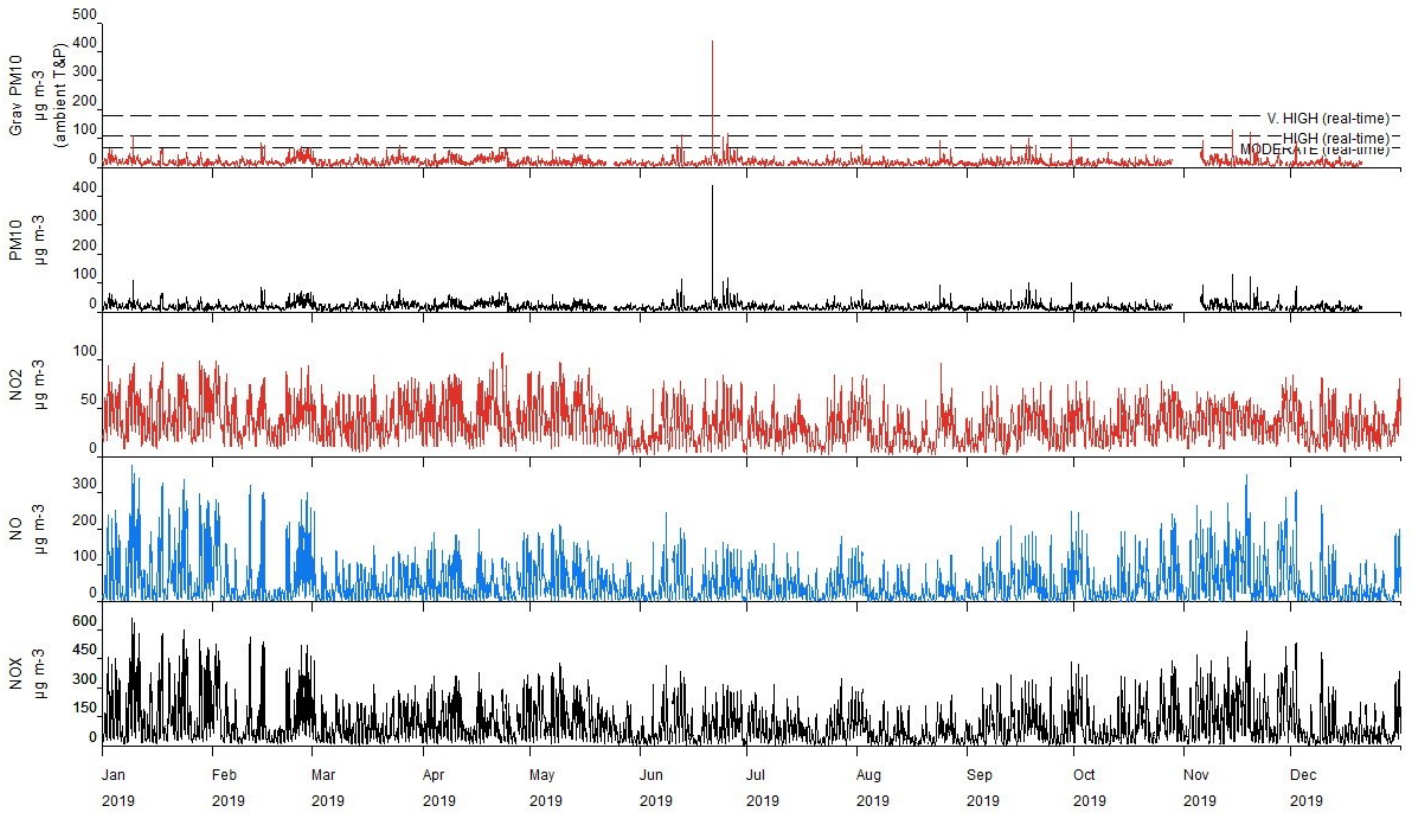 Grav PM10
µg m-3
(ambient T&P)
500
400
300
200
100
0
V. HIGH (real-time)
HIGH (real-time)
MODERATE (real-time)
PM10
µg m-3
400
300
200
100
0
NO2
µg m-3
100
50
0
NO
µg m-3
300
200
100
0
NOX
µg m-3
600
450
300
150
0
Jan Feb Mar Apr May Jun Jul Aug Sep Oct Nov Dec
2019 2019 2019 2019 2019 2019 2019 2019 2019 2019 2019 2019